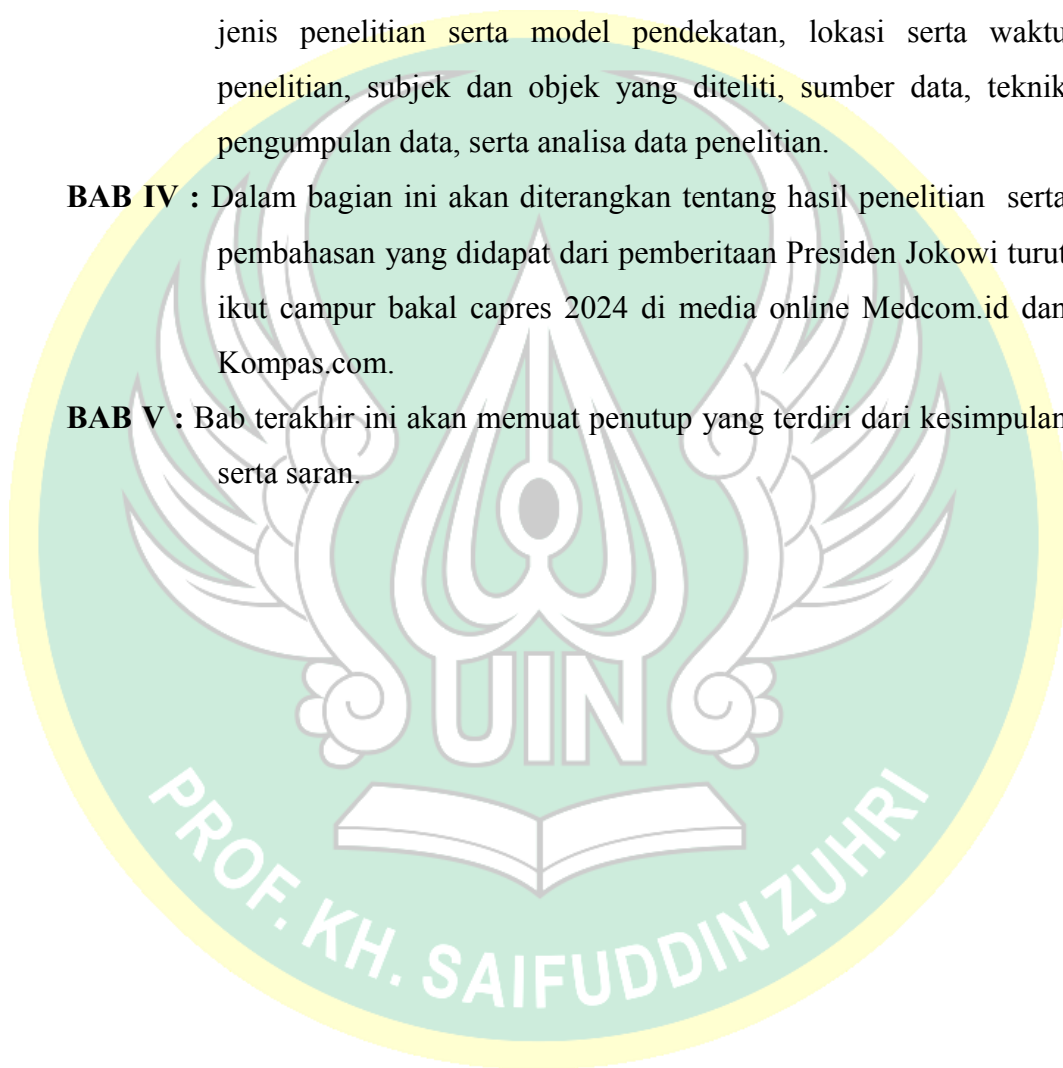 jenis penelitian serta model pendekatan, lokasi serta waktu
penelitian, subjek dan objek yang diteliti, sumber data, teknik
pengumpulan data, serta analisa data penelitian.
BAB IV : Dalam bagian ini akan diterangkan tentang hasil penelitian serta
pembahasan yang didapat dari pemberitaan Presiden Jokowi turut
ikut campur bakal capres 2024 di media online Medcom.id dan
Kompas.com.
BAB V : Bab terakhir ini akan memuat penutup yang terdiri dari kesimpulan
serta saran.
UIN
PROF. KH. SAIFUDDIN ZUHRI